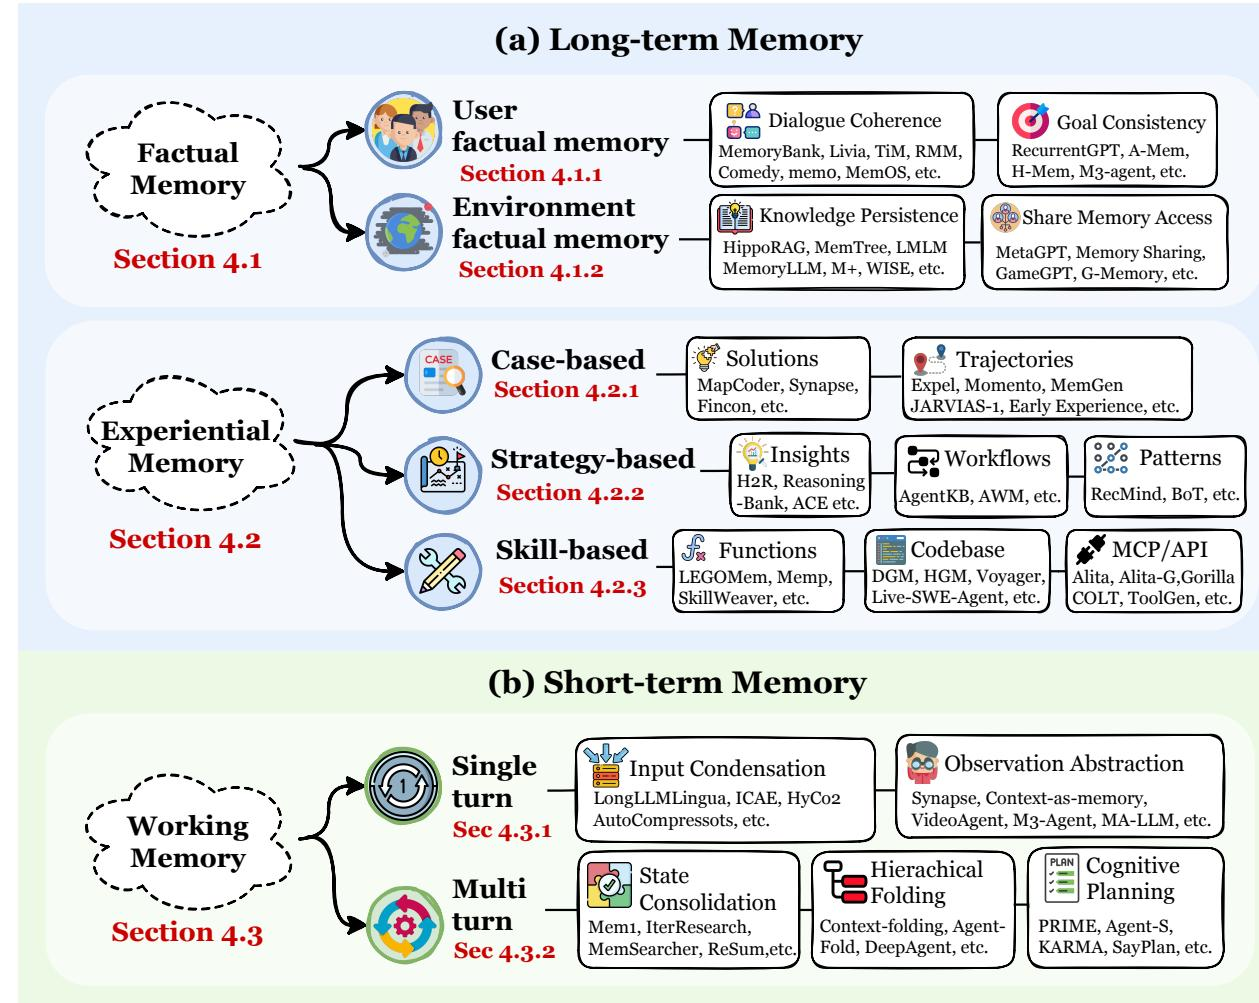 (a) Long-term Memory
Factual
Memory
Section 4.1
User
factual memory
Section 4.1.1
Dialogue Coherence
MemoryBank, Livia, TiM, RMM,
Comedy, mem0, MemOS, etc.
Goal Consistency
RecurrentGPT, A-Mem,
H-Mem, M3-agent, etc.
Environment
factual memory
Section 4.1.2
Knowledge Persistence
HippoRAG, MemTree, LMLM
MemoryLLM, M+, WISE, etc.
Share Memory Access
MetaGPT, Memory Sharing,
GameGPT, G-Memory, etc.
Experiential
Memory
Section 4.2
CASE
Case-based
Section 4.2.1
Solutions
MapCoder, Synapse,
Fincon, etc.
Trajectories
Expel, Momento, MemGen
JARVIAS-1, Early Experience, etc.
Strategy-based
Section 4.2.2
Insights
H2R, Reasoning
-Bank, ACE etc.
Workflows
AgentKB, AWM, etc.
Patterns
RecMind, BoT, etc.
Skill-based
Section 4.2.3
Functions
LEGOMem, Memp,
SkillWeaver, etc.
Codebase
DGM, HGM, Voyager,
Live-SWE-Agent, etc.
MCP/API
Alita, Alita-G,Gorilla
COLT, ToolGen, etc.
(b) Short-term Memory
Working
Memory
Section 4.3
1
Single
turn
Sec 4.3.1
Input Condensation
LongLLMLingua, ICAE, HyCo2
AutoCompressots, etc.
Observation Abstraction
Synapse, Context-as-memory,
VideoAgent, M3-Agent, MA-LLM, etc.
Multi
turn
Sec 4.3.2
State
Consolidation
Mem1, IterResearch,
MemSearcher, ReSum,etc.
Hierachical
Folding
Context-folding, Agent-
Fold, DeepAgent, etc.
PLAN
Cognitive
Planning
PRIME, Agent-S,
KARMA, SayPlan, etc.